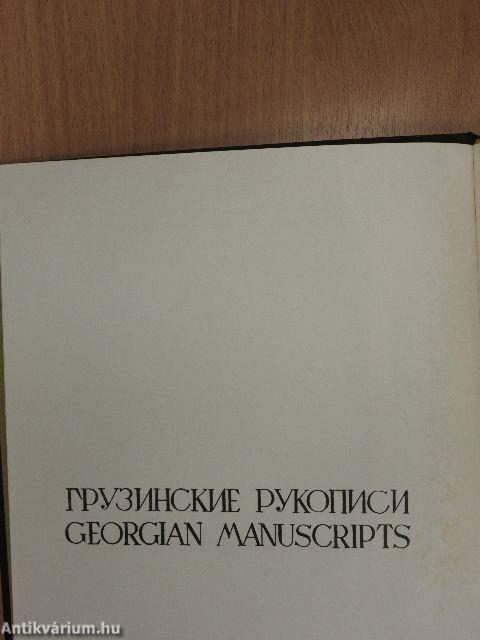 ГРУЗИНСКИЕ РУКОПИСИ
GEORGIAN MANUSCRIPTS
Antikvárium.hu